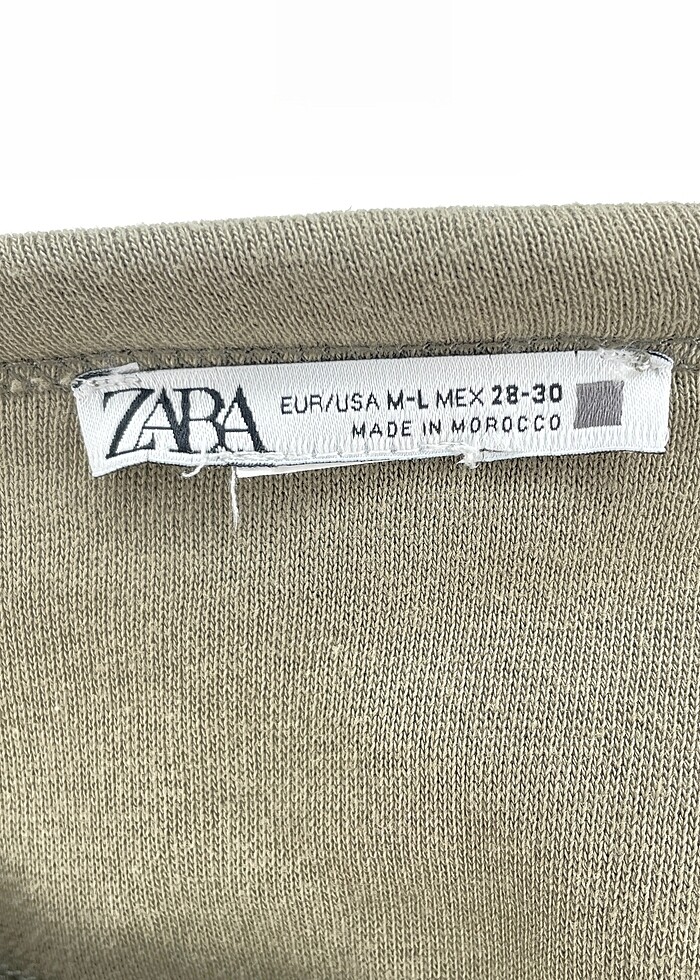 ZARA
EUR/USA M-L MEX 28-30
MADE IN MOROCCO